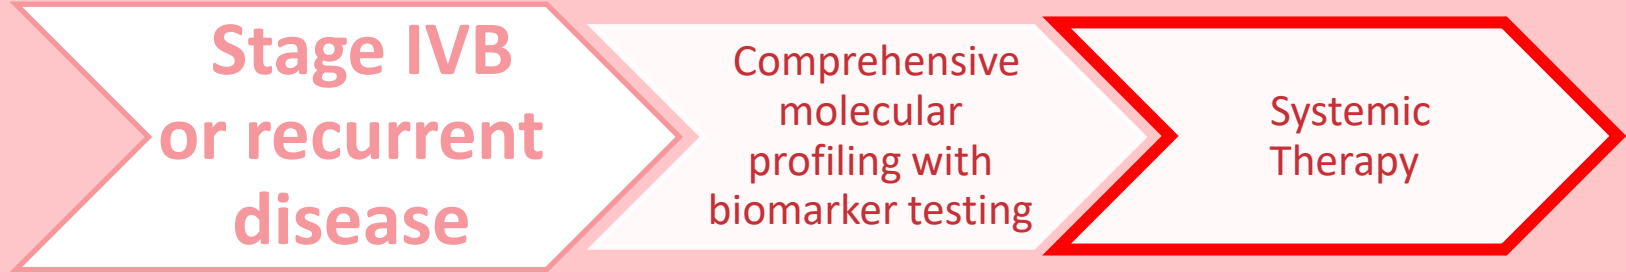 Stage IVB
or recurrent
disease
Comprehensive
molecular
profiling with
biomarker testing
Systemic
Therapy